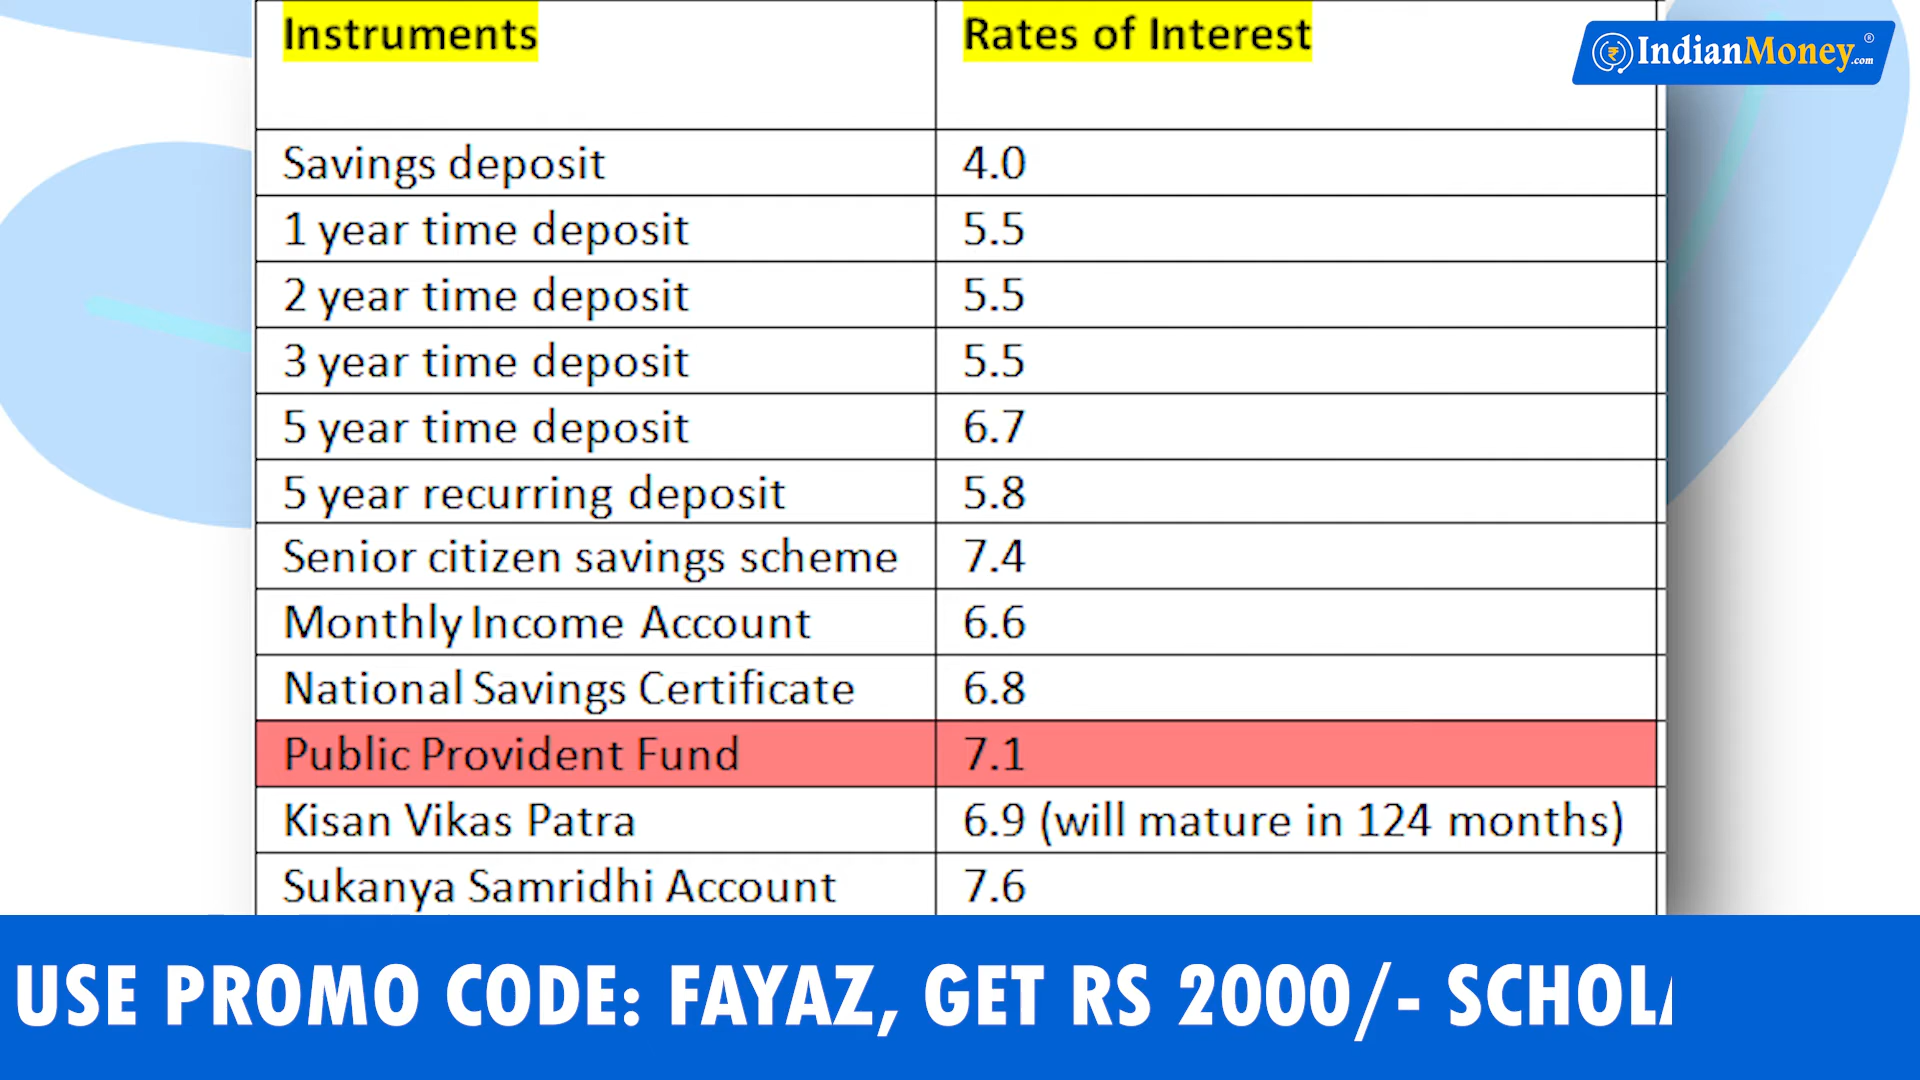 Instruments Rates of Interest
IndianMoney.com®
Savings deposit 4.0
1 year time deposit 5.5
2 year time deposit 5.5
3 year time deposit 5.5
5 year time deposit 6.7
5 year recurring deposit 5.8
Senior citizen savings scheme 7.4
Monthly Income Account 6.6
National Savings Certificate 6.8
Public Provident Fund 7.1
Kisan Vikas Patra 6.9 (will mature in 124 months)
Sukanya Samridhi Account 7.6
USE PROMO CODE: FAYAZ, GET RS 2000/-